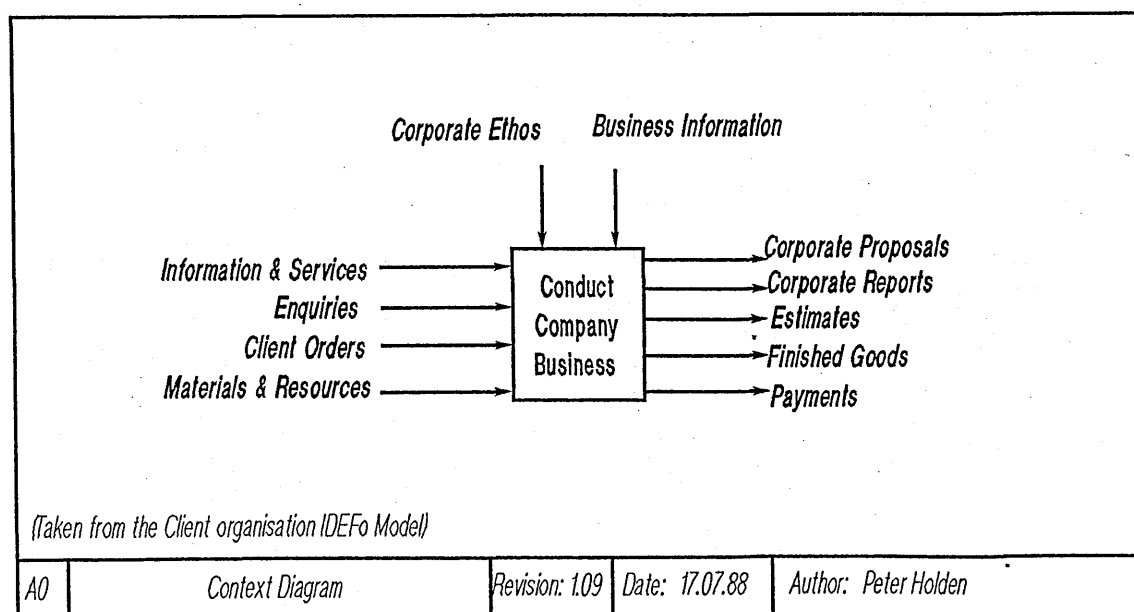 Corporate Ethos Business Information
Information & Services
Enquiries
Client Orders
Materials & Resources
Conduct
Company
Business
Corporate Proposals
Corporate Reports
Estimates
Finished Goods
Payments
(Taken from the Client organisation IDEFo Model)
A0 Context Diagram Revision: 1.09 Date: 17.07.88 Author: Peter Holden